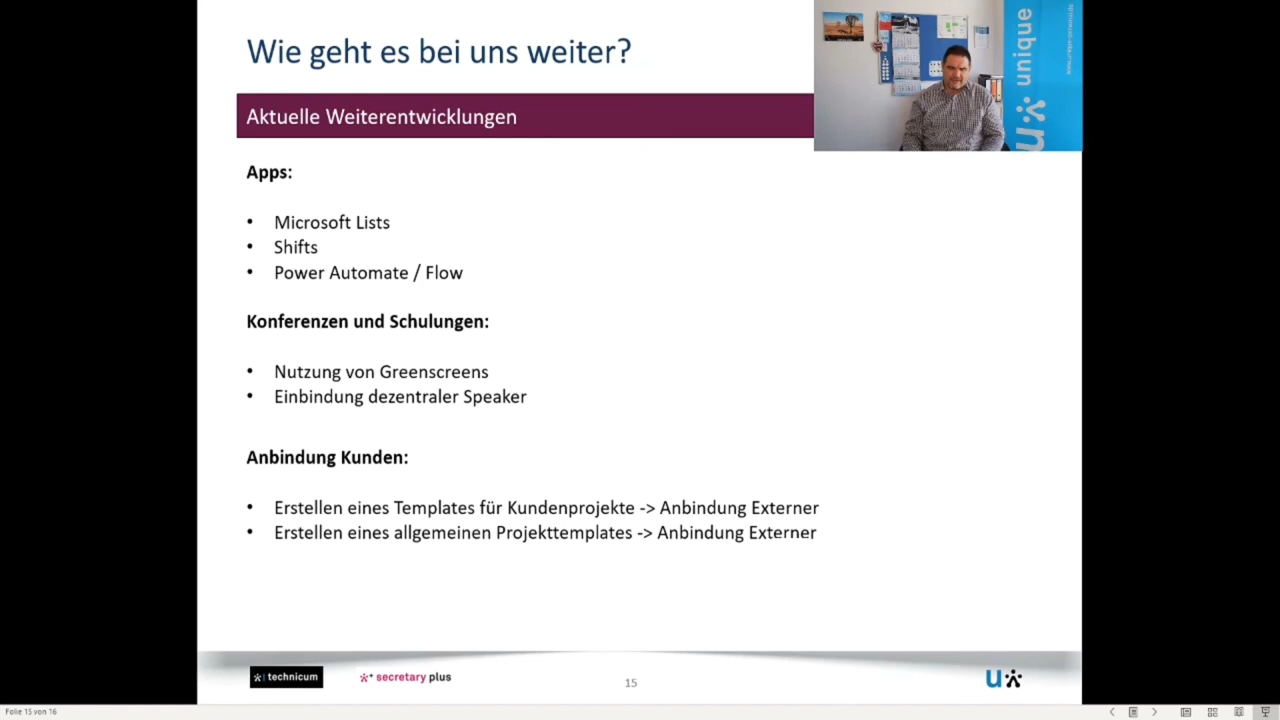 Wie geht es bei uns weiter?
unique
Aktuelle Weiterentwicklungen
u
Apps:
• Microsoft Lists
• Shifts
• Power Automate / Flow
Konferenzen und Schulungen:
• Nutzung von Greenscreens
• Einbindung dezentraler Speaker
Anbindung Kunden:
• Erstellen eines Templates für Kundenprojekte -> Anbindung Externer
• Erstellen eines allgemeinen Projekttemplates -> Anbindung Externer
technicum
secretary plus
15
u
Folie 15 von 16